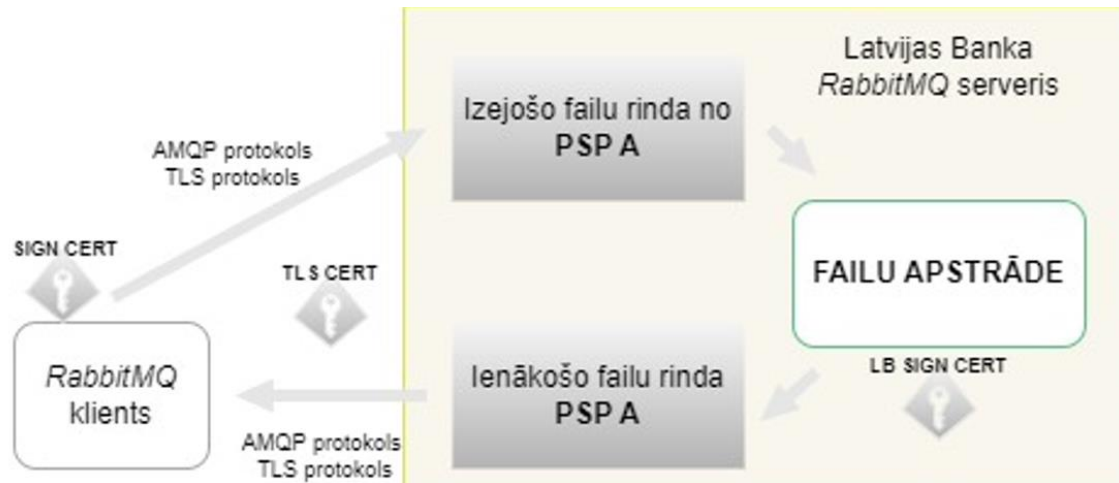 Latvijas Banka
RabbitMQ serveris
Izejošo failu rinda no
PSP A
AMQP protokols
TLS protokols
SIGN CERT
TLS CERT
FAILU APSTRĀDE
RabbitMQ
klients
Ienākošo failu rinda
PSP A
LB SIGN CERT
AMQP protokols
TLS protokols